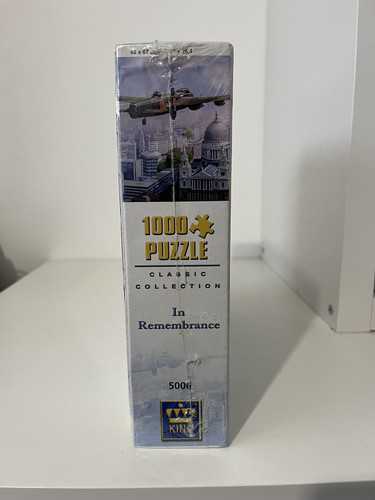 1000
PUZZLE
CLASSIC
COLLECTION
In
Remembrance
5006
KING